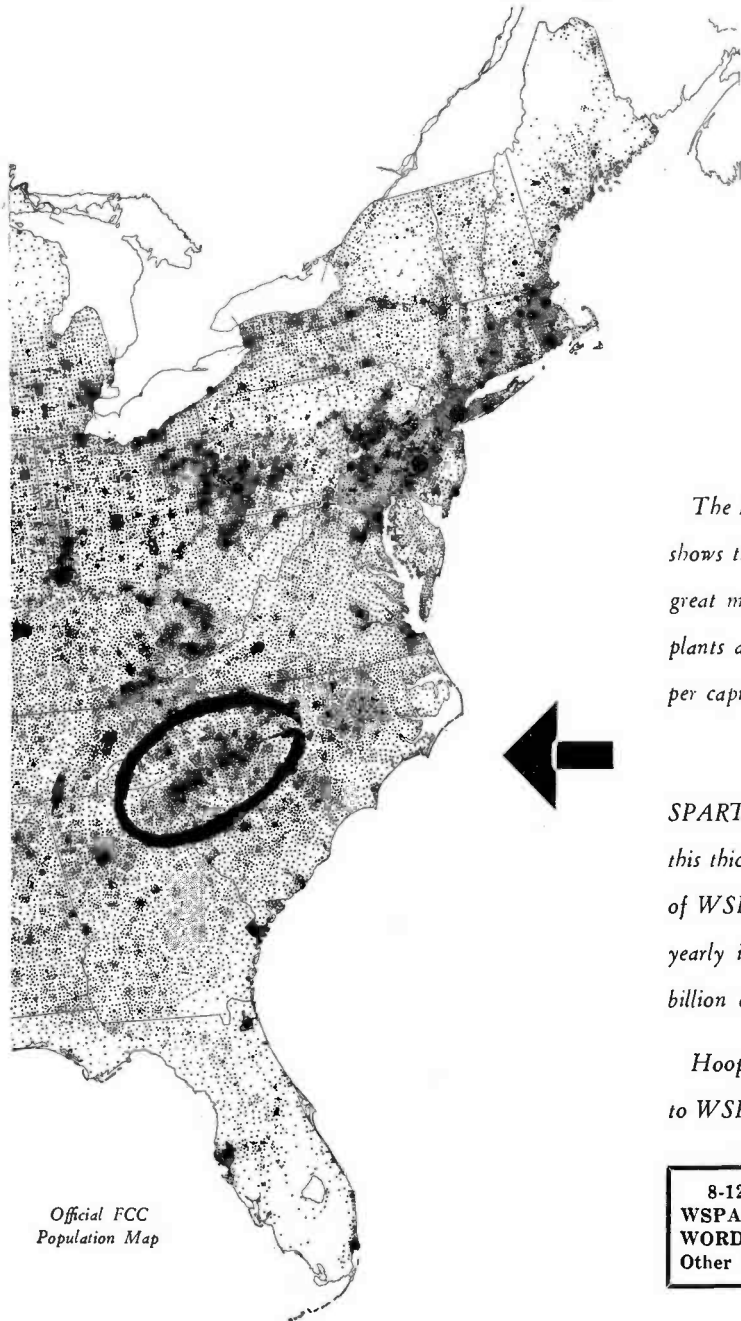 The
shows t
great m
plants a
per cap
SPART
this thic
of WSI
yearly i
billion
Hoop
to WSI
8-12
WSPA
WORD
Other
Official FCC
Population Map